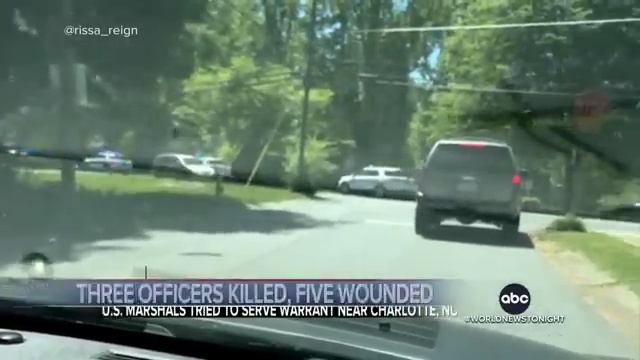 @rissa_reign
THREE OFFICERS KILLED, FIVE WOUNDED
U.S. MARSHALS TRIED TO SERVE WARRANT NEAR CHARLOTTE, NC
abc
#WORLDNEWSTONIGHT